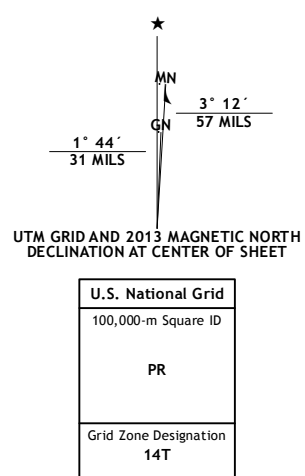 ★
MN
3° 12´
57 MILS
GN
1° 44´
31 MILS
UTM GRID AND 2013 MAGNETIC NORTH
DECLINATION AT CENTER OF SHEET
U.S. National Grid
100,000-m Square ID
PR
Grid Zone Designation
14T